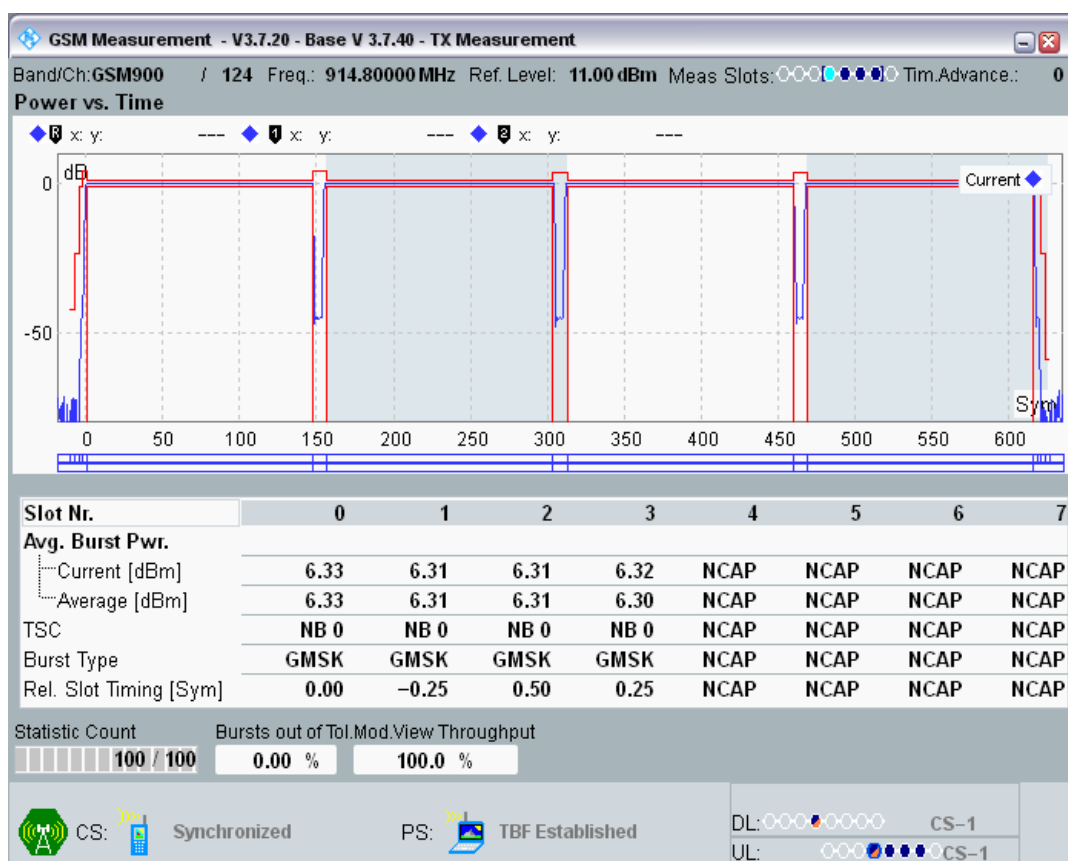 GSM Measurement - V3.7.20 - Base V 3.7.40 - TX Measurement
Band/Ch:GSM900 / 124 Freq.: 914.80000 MHz Ref. Level: 11.00 dBm Meas Slots: Tim.Advance.: 0
Power vs. Time
R x: y: --- 1 x: y: --- 2 x: y: ---
dB
0
Current
-50
Sym
0 50 100 150 200 250 300 350 400 450 500 550 600
Slot Nr. 0 1 2 3 4 5 6 7
Avg. Burst Pwr.
Current [dBm] 6.33 6.31 6.31 6.32 NCAP NCAP NCAP NCAP
Average [dBm] 6.33 6.31 6.31 6.30 NCAP NCAP NCAP NCAP
TSC NB 0 NB 0 NB 0 NB 0 NCAP NCAP NCAP NCAP
Burst Type GMSK GMSK GMSK GMSK NCAP NCAP NCAP NCAP
Rel. Slot Timing [Sym] 0.00 −0.25 0.50 0.25 NCAP NCAP NCAP NCAP
Statistic Count Bursts out of Tol.Mod.View Throughput
100 / 100 0.00 % 100.0 %
CS: Synchronized PS: TBF Established DL: CS−1
UL: CS−1